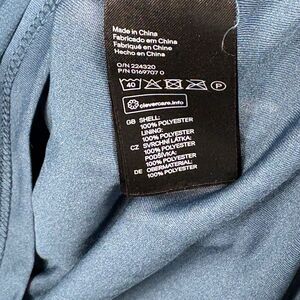 Made in China
Fabricado em China
Fabriqué en Chine
Hecho en China
O/N 224320
P/N 0169707 0
40 P
clevercare.info
GB SHELL:
100% POLYESTER
LINING:
100% POLYESTER
CZ SVRCHNÍ LÁTKA:
100% POLYESTER
PODŠÍVKA:
100% POLYESTER
DE OBERMATERIAL:
100% POLYESTER